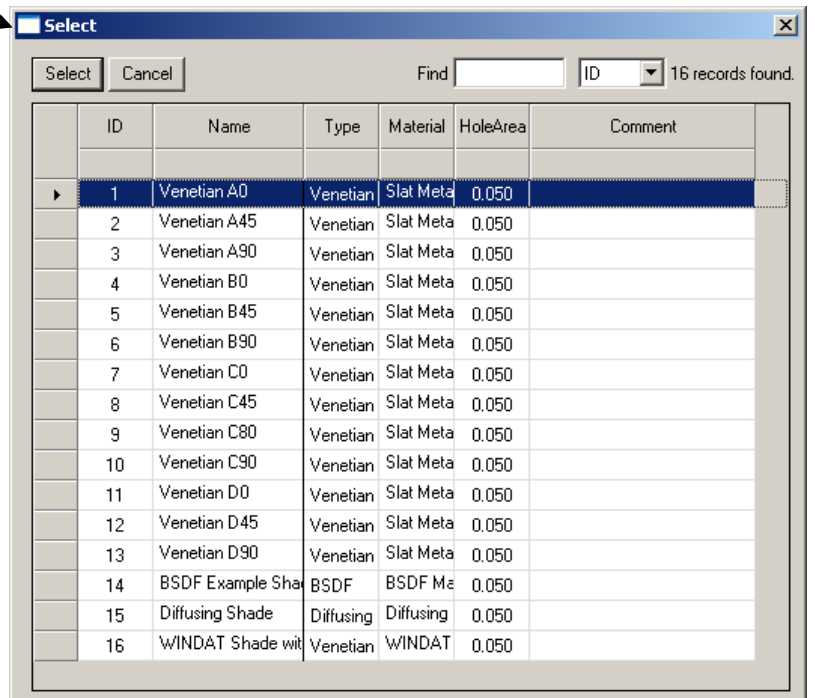 Select
Select Cancel Find ID 16 records found.
ID Name Type Material HoleArea Comment
1 Venetian A0 Venetian Slat Meta 0.050
2 Venetian A45 Venetian Slat Meta 0.050
3 Venetian A90 Venetian Slat Meta 0.050
4 Venetian B0 Venetian Slat Meta 0.050
5 Venetian B45 Venetian Slat Meta 0.050
6 Venetian B90 Venetian Slat Meta 0.050
7 Venetian C0 Venetian Slat Meta 0.050
8 Venetian C45 Venetian Slat Meta 0.050
9 Venetian C80 Venetian Slat Meta 0.050
10 Venetian C90 Venetian Slat Meta 0.050
11 Venetian D0 Venetian Slat Meta 0.050
12 Venetian D45 Venetian Slat Meta 0.050
13 Venetian D90 Venetian Slat Meta 0.050
14 BSDF Example Sha BSDF BSDF Ma 0.050
15 Diffusing Shade Diffusing Diffusing 0.050
16 WINDAT Shade wit Venetian WINDAT 0.050